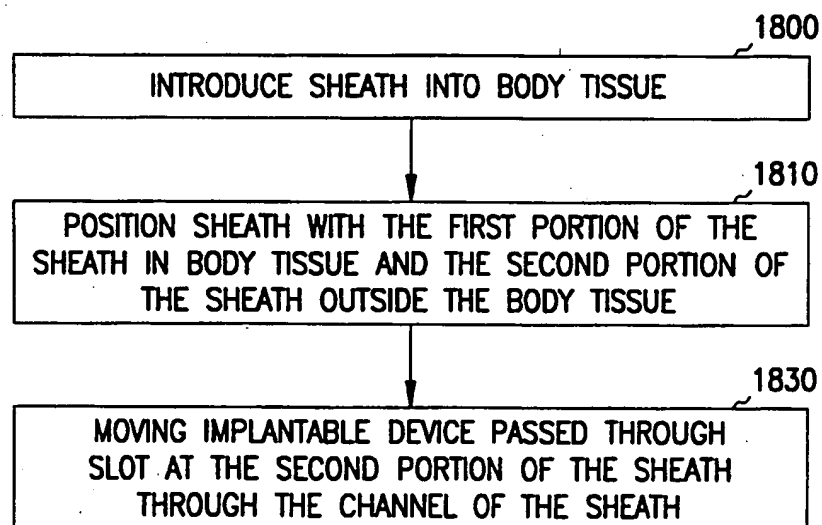 1800
INTRODUCE SHEATH INTO BODY TISSUE
1810
POSITION SHEATH WITH THE FIRST PORTION OF THE
SHEATH IN BODY TISSUE AND THE SECOND PORTION OF
THE SHEATH OUTSIDE THE BODY TISSUE
1830
MOVING IMPLANTABLE DEVICE PASSED THROUGH
SLOT AT THE SECOND PORTION OF THE SHEATH
THROUGH THE CHANNEL OF THE SHEATH